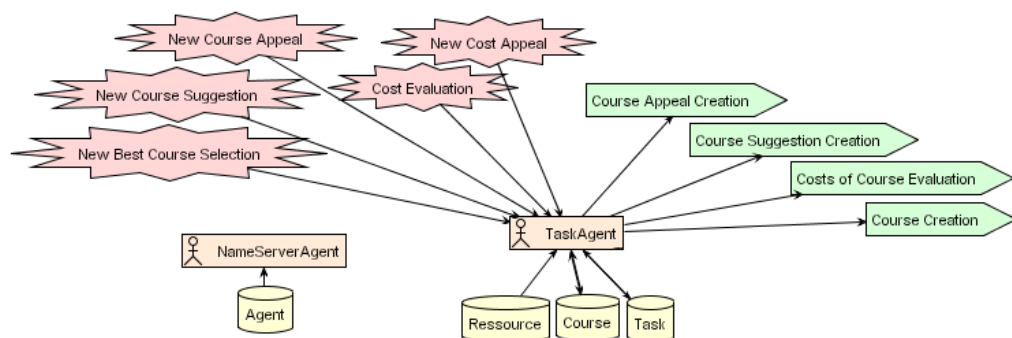 New Course Appeal
New Cost Appeal
New Course Suggestion
Cost Evaluation
Course Appeal Creation
New Best Course Selection
Course Suggestion Creation
Costs of Course Evaluation
Course Creation
TaskAgent
NameServerAgent
Agent
Ressource
Course
Task